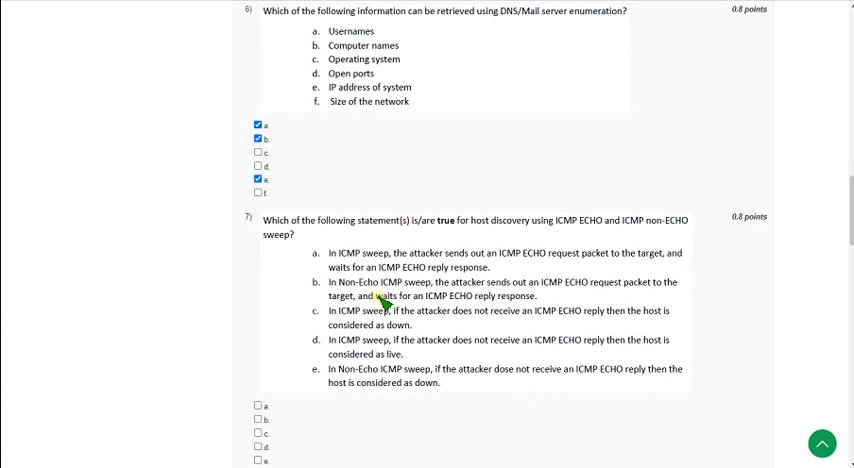 6) Which of the following information can be retrieved using DNS/Mail server enumeration? 0.8 points
a. Usernames
b. Computer names
c. Operating system
d. Open ports
e. IP address of system
f. Size of the network
a.
b.
c.
d.
e.
f.
7) Which of the following statement(s) is/are true for host discovery using ICMP ECHO and ICMP non-ECHO 0.8 points
sweep?
a. In ICMP sweep, the attacker sends out an ICMP ECHO request packet to the target, and
waits for an ICMP ECHO reply response.
b. In Non-Echo ICMP sweep, the attacker sends out an ICMP ECHO request packet to the
target, and waits for an ICMP ECHO reply response.
c. In ICMP sweep, if the attacker does not receive an ICMP ECHO reply then the host is
considered as down.
d. In ICMP sweep, if the attacker does not receive an ICMP ECHO reply then the host is
considered as live.
e. In Non-Echo ICMP sweep, if the attacker dose not receive an ICMP ECHO reply then the
host is considered as down.
a.
b.
c.
d.
e.